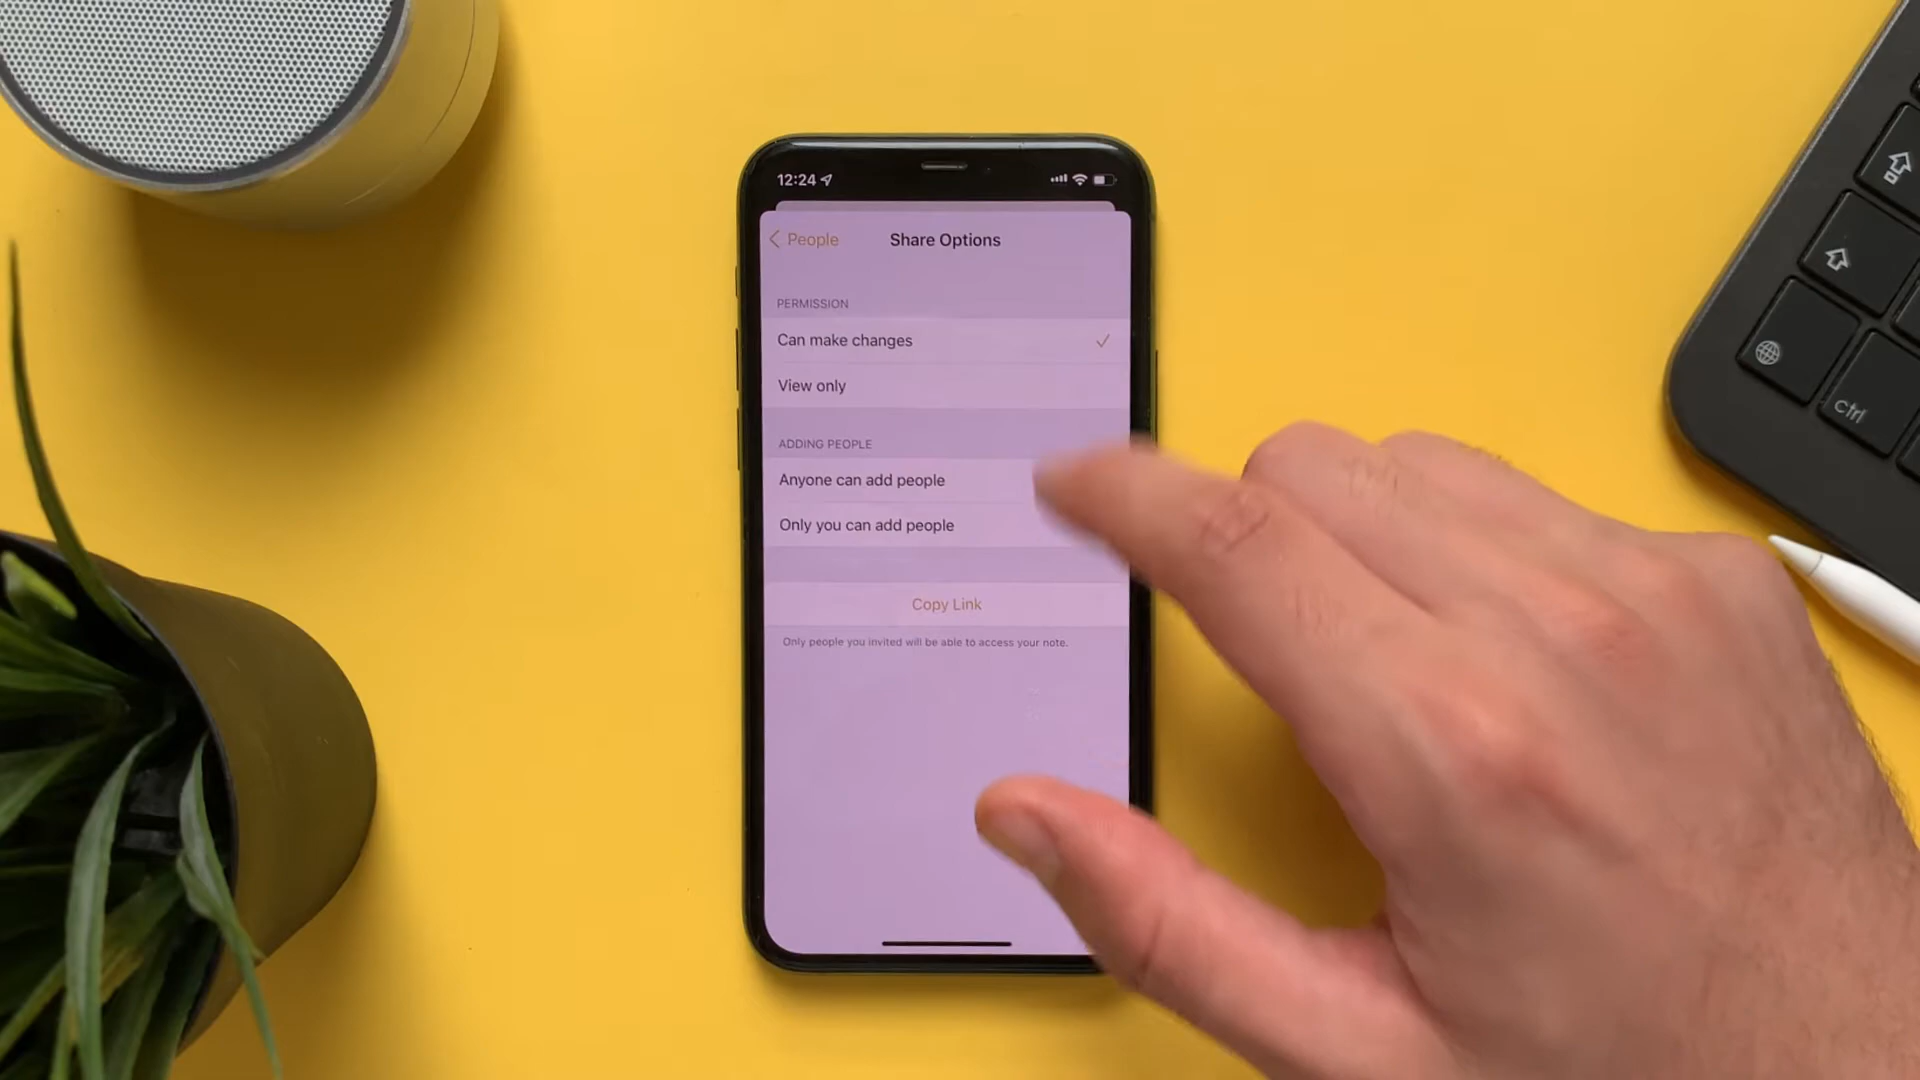 12:24
People
Share Options
PERMISSION
Can make changes
View only
ADDING PEOPLE
Anyone can add people
Only you can add people
Copy Link
Only people you invited will be able to access your note.
ctrl